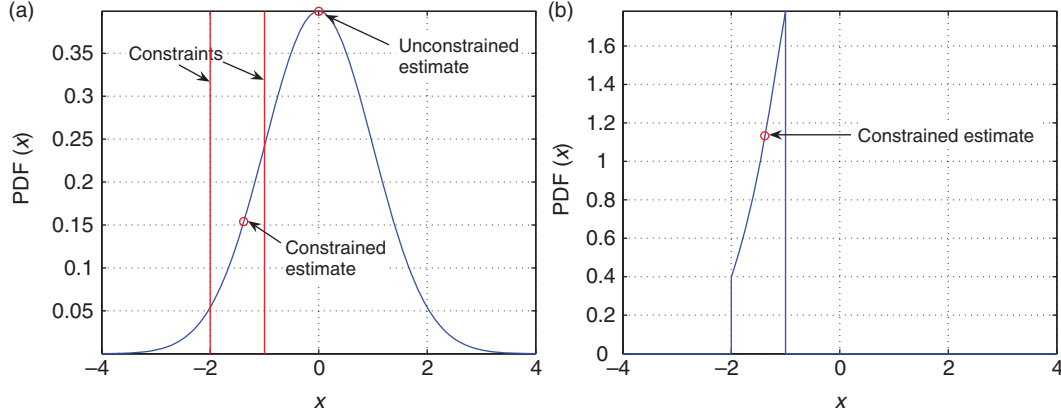 (a)
0.35
0.3
0.25
0.2
0.15
0.1
0.05
PDF (x)
Constraints
Unconstrained
estimate
Constrained
estimate
–4
–2
0
2
4
x
(b)
1.6
1.4
1.2
1
0.8
0.6
0.4
0.2
0
PDF (x)
Constrained estimate
–4
–2
0
2
4
x